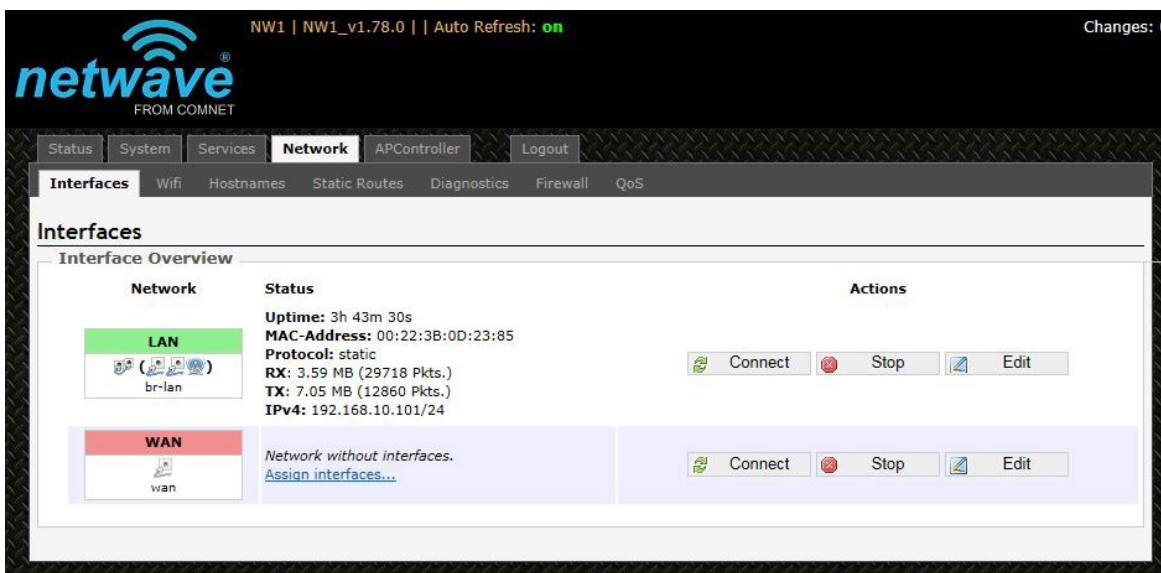 NW1 | NW1_v1.78.0 | | Auto Refresh: on
Changes:
netwave®
FROM COMNET
Status System Services Network APController Logout
Interfaces Wifi Hostnames Static Routes Diagnostics Firewall QoS
Interfaces
Interface Overview
Network Status Actions
LAN
br-lan
Uptime: 3h 43m 30s
MAC-Address: 00:22:3B:0D:23:85
Protocol: static
RX: 3.59 MB (29718 Pkts.)
TX: 7.05 MB (12860 Pkts.)
IPv4: 192.168.10.101/24
Connect Stop Edit
WAN
wan
Network without interfaces.
Assign interfaces...
Connect Stop Edit